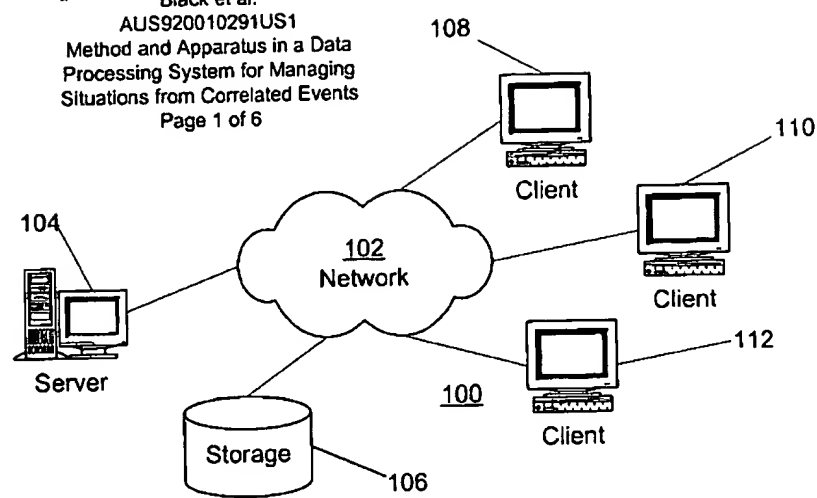 Black et al.
AUS920010291US1
Method and Apparatus in a Data
Processing System for Managing
Situations from Correlated Events
Page 1 of 6
108
110
Client
104
102
Network
Client
Server
112
100
Client
Storage
106